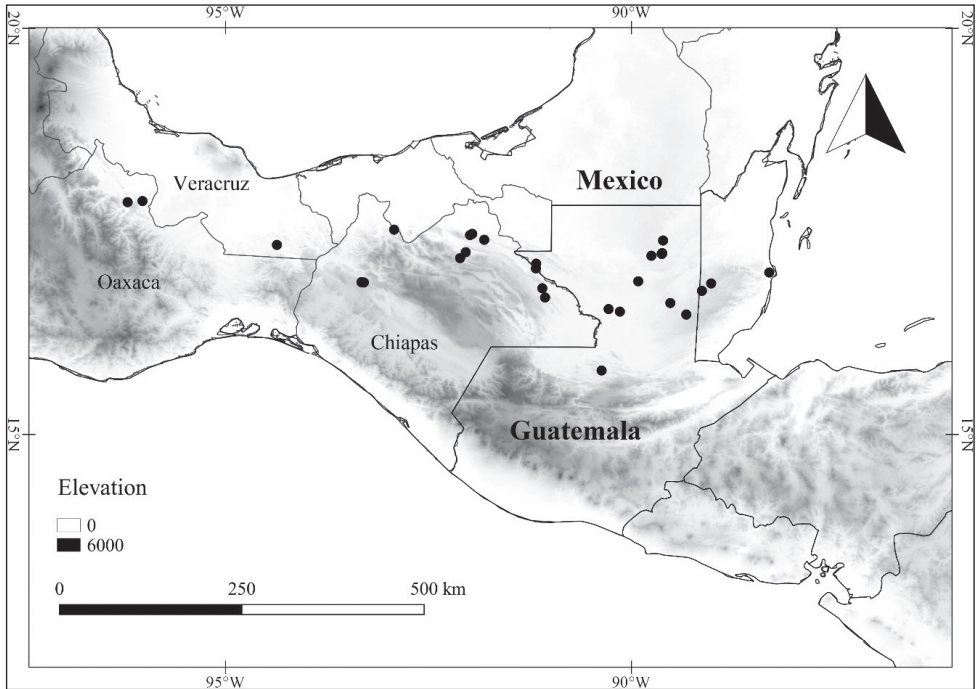 95°W 90°W
20°N 20°N
Mexico
Veracruz
Oaxaca
Chiapas
Guatemala
15°N 15°N
Elevation
0
6000
0 250 500 km
95°W 90°W